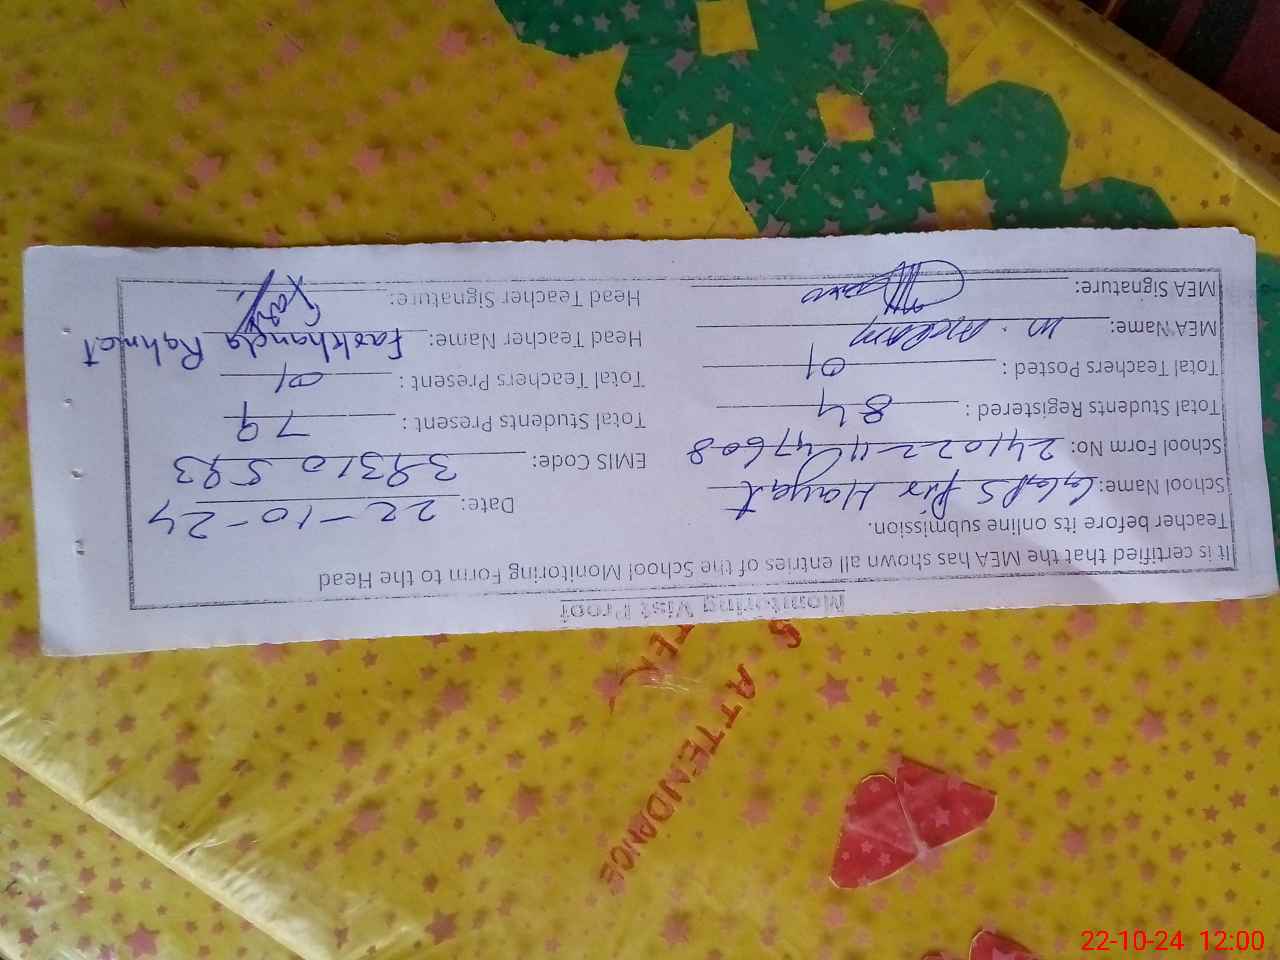 Monitoring Visit Proof
It is certified that the MEA has shown all entries of the School Monitoring Form to the Head
Teacher before its online submission.
Date: 22-10-24
School Name: GGPS Pir Hayat
EMIS Code: 39310593
School Form No: 241022447608
Total Students Registered: 84 Total Students Present: 79
Total Teachers Posted: 01 Total Teachers Present: 01
MEA Name: M. Head Teacher Name: Farkhanda Rahmat
MEA Signature: Head Teacher Signature:
ATTENDANCE
22-10-24 12:00